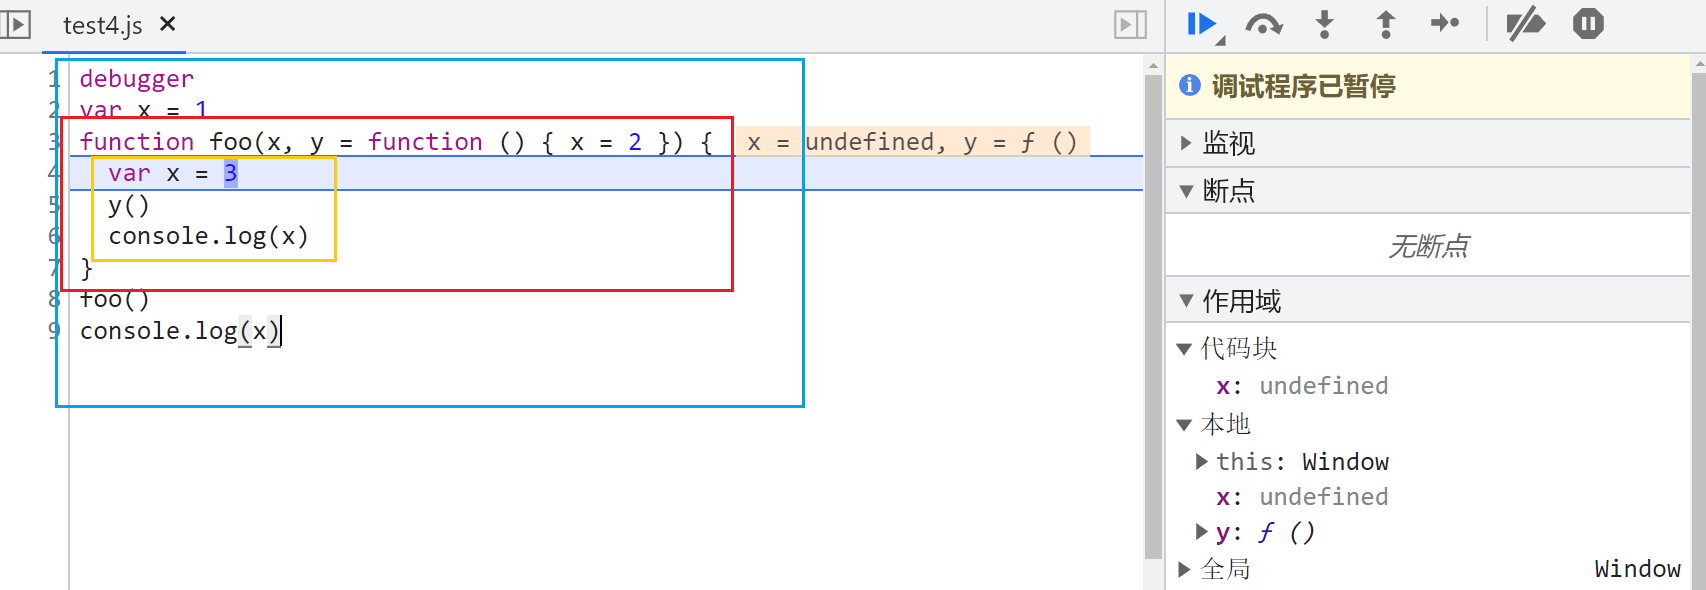 test4.js ×
1 debugger
2 var x = 1
3 function foo(x, y = function () { x = 2 }) { x = undefined, y = ƒ ()
4 var x = 3
5 y()
6 console.log(x)
7 }
8 foo()
9 console.log(x)
调试程序已暂停
监视
断点
无断点
作用域
代码块
x: undefined
本地
this: Window
x: undefined
y: ƒ ()
全局 Window